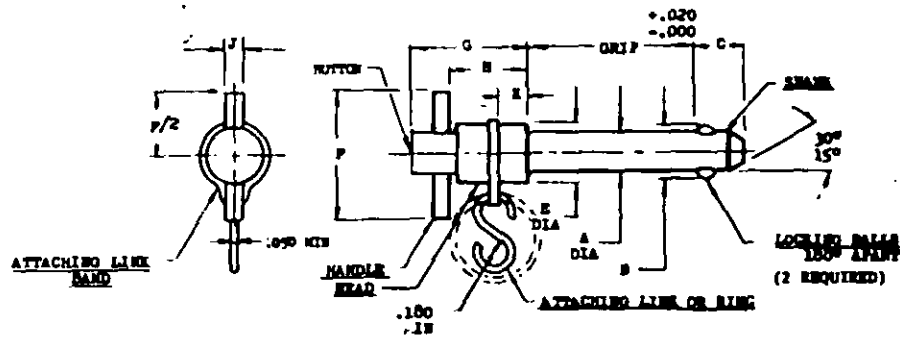 +.020
-.000
J
G
GRIP
C
BUTTON
H
K
SHANK
F/2
F
30°
15°
E
DIA
A
DIA
B
.050 MIN
ATTACHING LINK
BAND
HANDLE
HEAD
LOCKING BALLS
180° APART
(2 REQUIRED)
ATTACHING LINK OR RING
.180